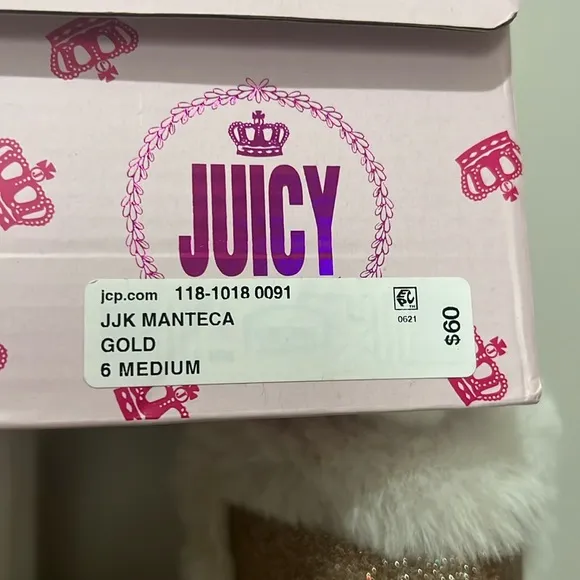 JUICY
jcp.com 118-1018 0091
JJK MANTECA
GOLD
6 MEDIUM
0621
$60